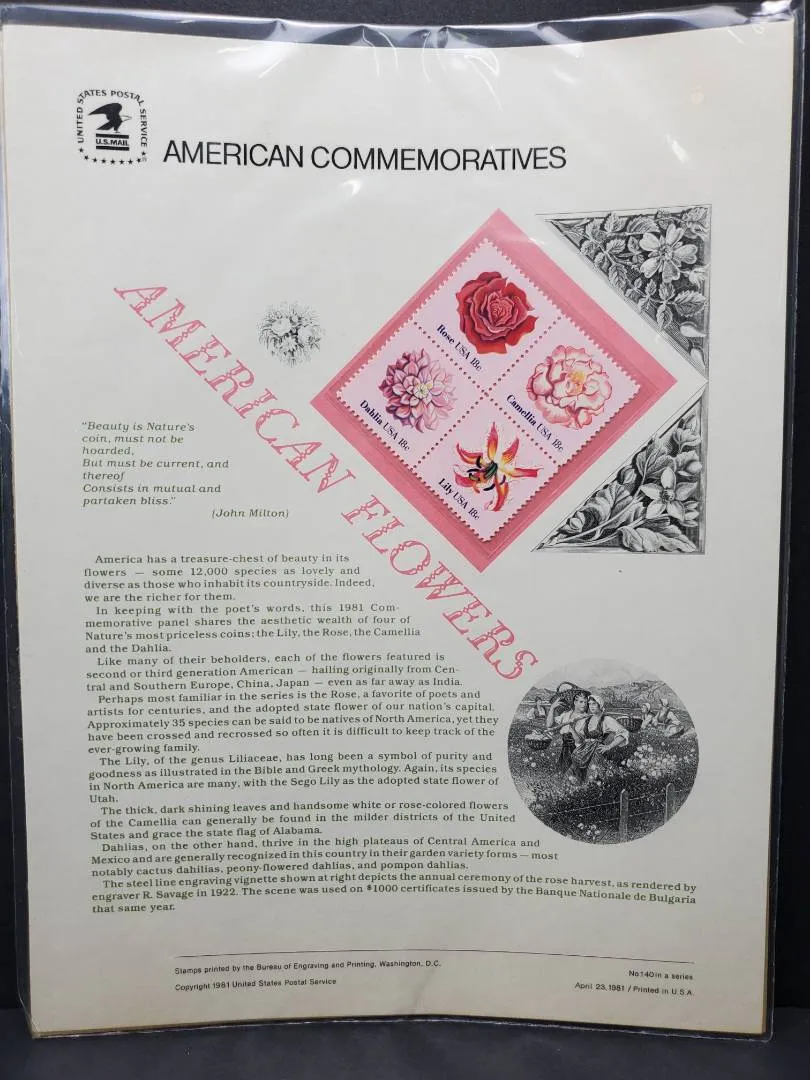 UNITED STATES POSTAL SERVICE
U.S.MAIL
AMERICAN COMMEMORATIVES
AMERICAN FLOWERS
Rose USA 18c
Camellia USA 18c
Dahlia USA 18c
Lily USA 18c
"Beauty is Nature's
coin, must not be
hoarded,
But must be current, and
thereof
Consists in mutual and
partaken bliss."
(John Milton)
America has a treasure-chest of beauty in its
flowers — some 12,000 species as lovely and
diverse as those who inhabit its countryside. Indeed,
we are the richer for them.
In keeping with the poet's words, this 1981 Com-
memorative panel shares the aesthetic wealth of four of
Nature's most priceless coins; the Lily, the Rose, the Camellia
and the Dahlia.
Like many of their beholders, each of the flowers featured is
second or third generation American — hailing originally from Cen-
tral and Southern Europe, China, Japan — even as far away as India.
Perhaps most familiar in the series is the Rose, a favorite of poets and
artists for centuries, and the adopted state flower of our nation's capital.
Approximately 35 species can be said to be natives of North America, yet they
have been crossed and recrossed so often it is difficult to keep track of the
ever-growing family.
The Lily, of the genus Liliaceae, has long been a symbol of purity and
goodness as illustrated in the Bible and Greek mythology. Again, its species
in North America are many, with the Sego Lily as the adopted state flower of
Utah.
The thick, dark shining leaves and handsome white or rose-colored flowers
of the Camellia can generally be found in the milder districts of the United
States and grace the state flag of Alabama.
Dahlias, on the other hand, thrive in the high plateaus of Central America and
Mexico and are generally recognized in this country in their garden variety forms — most
notably cactus dahilias, peony-flowered dahlias, and pompon dahlias.
The steel line engraving vignette shown at right depicts the annual ceremony of the rose harvest, as rendered by
engraver R. Savage in 1922. The scene was used on $1000 certificates issued by the Banque Nationale de Bulgaria
that same year.
Stamps printed by the Bureau of Engraving and Printing, Washington, D.C.
Copyright 1981 United States Postal Service
No.140 in a series.
April 23, 1981 / Printed in U.S.A.